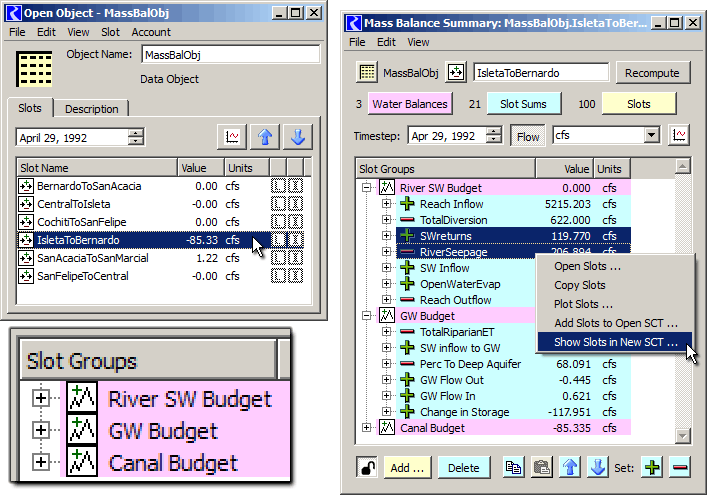 Open Object - MassBalObj
File Edit View Slot Account
Object Name: MassBalObj
Data Object
Slots Description
April 29, 1992
Slot Name Value Units
BernardoToSanAcacia 0.00 cfs L I
CentralToIsleta -0.00 cfs L I
CochitiToSanFelipe 0.00 cfs L I
IsletaToBernardo -85.33 cfs L I
SanAcaciaToSanMarcial 1.22 cfs L I
SanFelipeToCentral -0.00 cfs L I
Slot Groups
River SW Budget
GW Budget
Canal Budget
Mass Balance Summary: MassBalObj.IsletaToBer...
File Edit View
MassBalObj IsletaToBernardo Recompute
3 Water Balances 21 Slot Sums 100 Slots
Timestep: Apr 29, 1992 Flow cfs
Slot Groups Value Units
River SW Budget 0.000 cfs
Reach Inflow 5215.203 cfs
TotalDiversion 622.000 cfs
SWreturns 119.770 cfs
RiverSeepage 206.894 cfs
SW Inflow
OpenWaterEvap
Reach Outflow
GW Budget
TotalRiparianET
SW inflow to GW
Perc To Deep Aquifer 68.091 cfs
GW Flow Out -0.445 cfs
GW Flow In 0.621 cfs
Change in Storage -117.951 cfs
Canal Budget -85.335 cfs
Open Slots ...
Copy Slots
Plot Slots ...
Add Slots to Open SCT ...
Show Slots in New SCT ...
Add ... Delete Set: